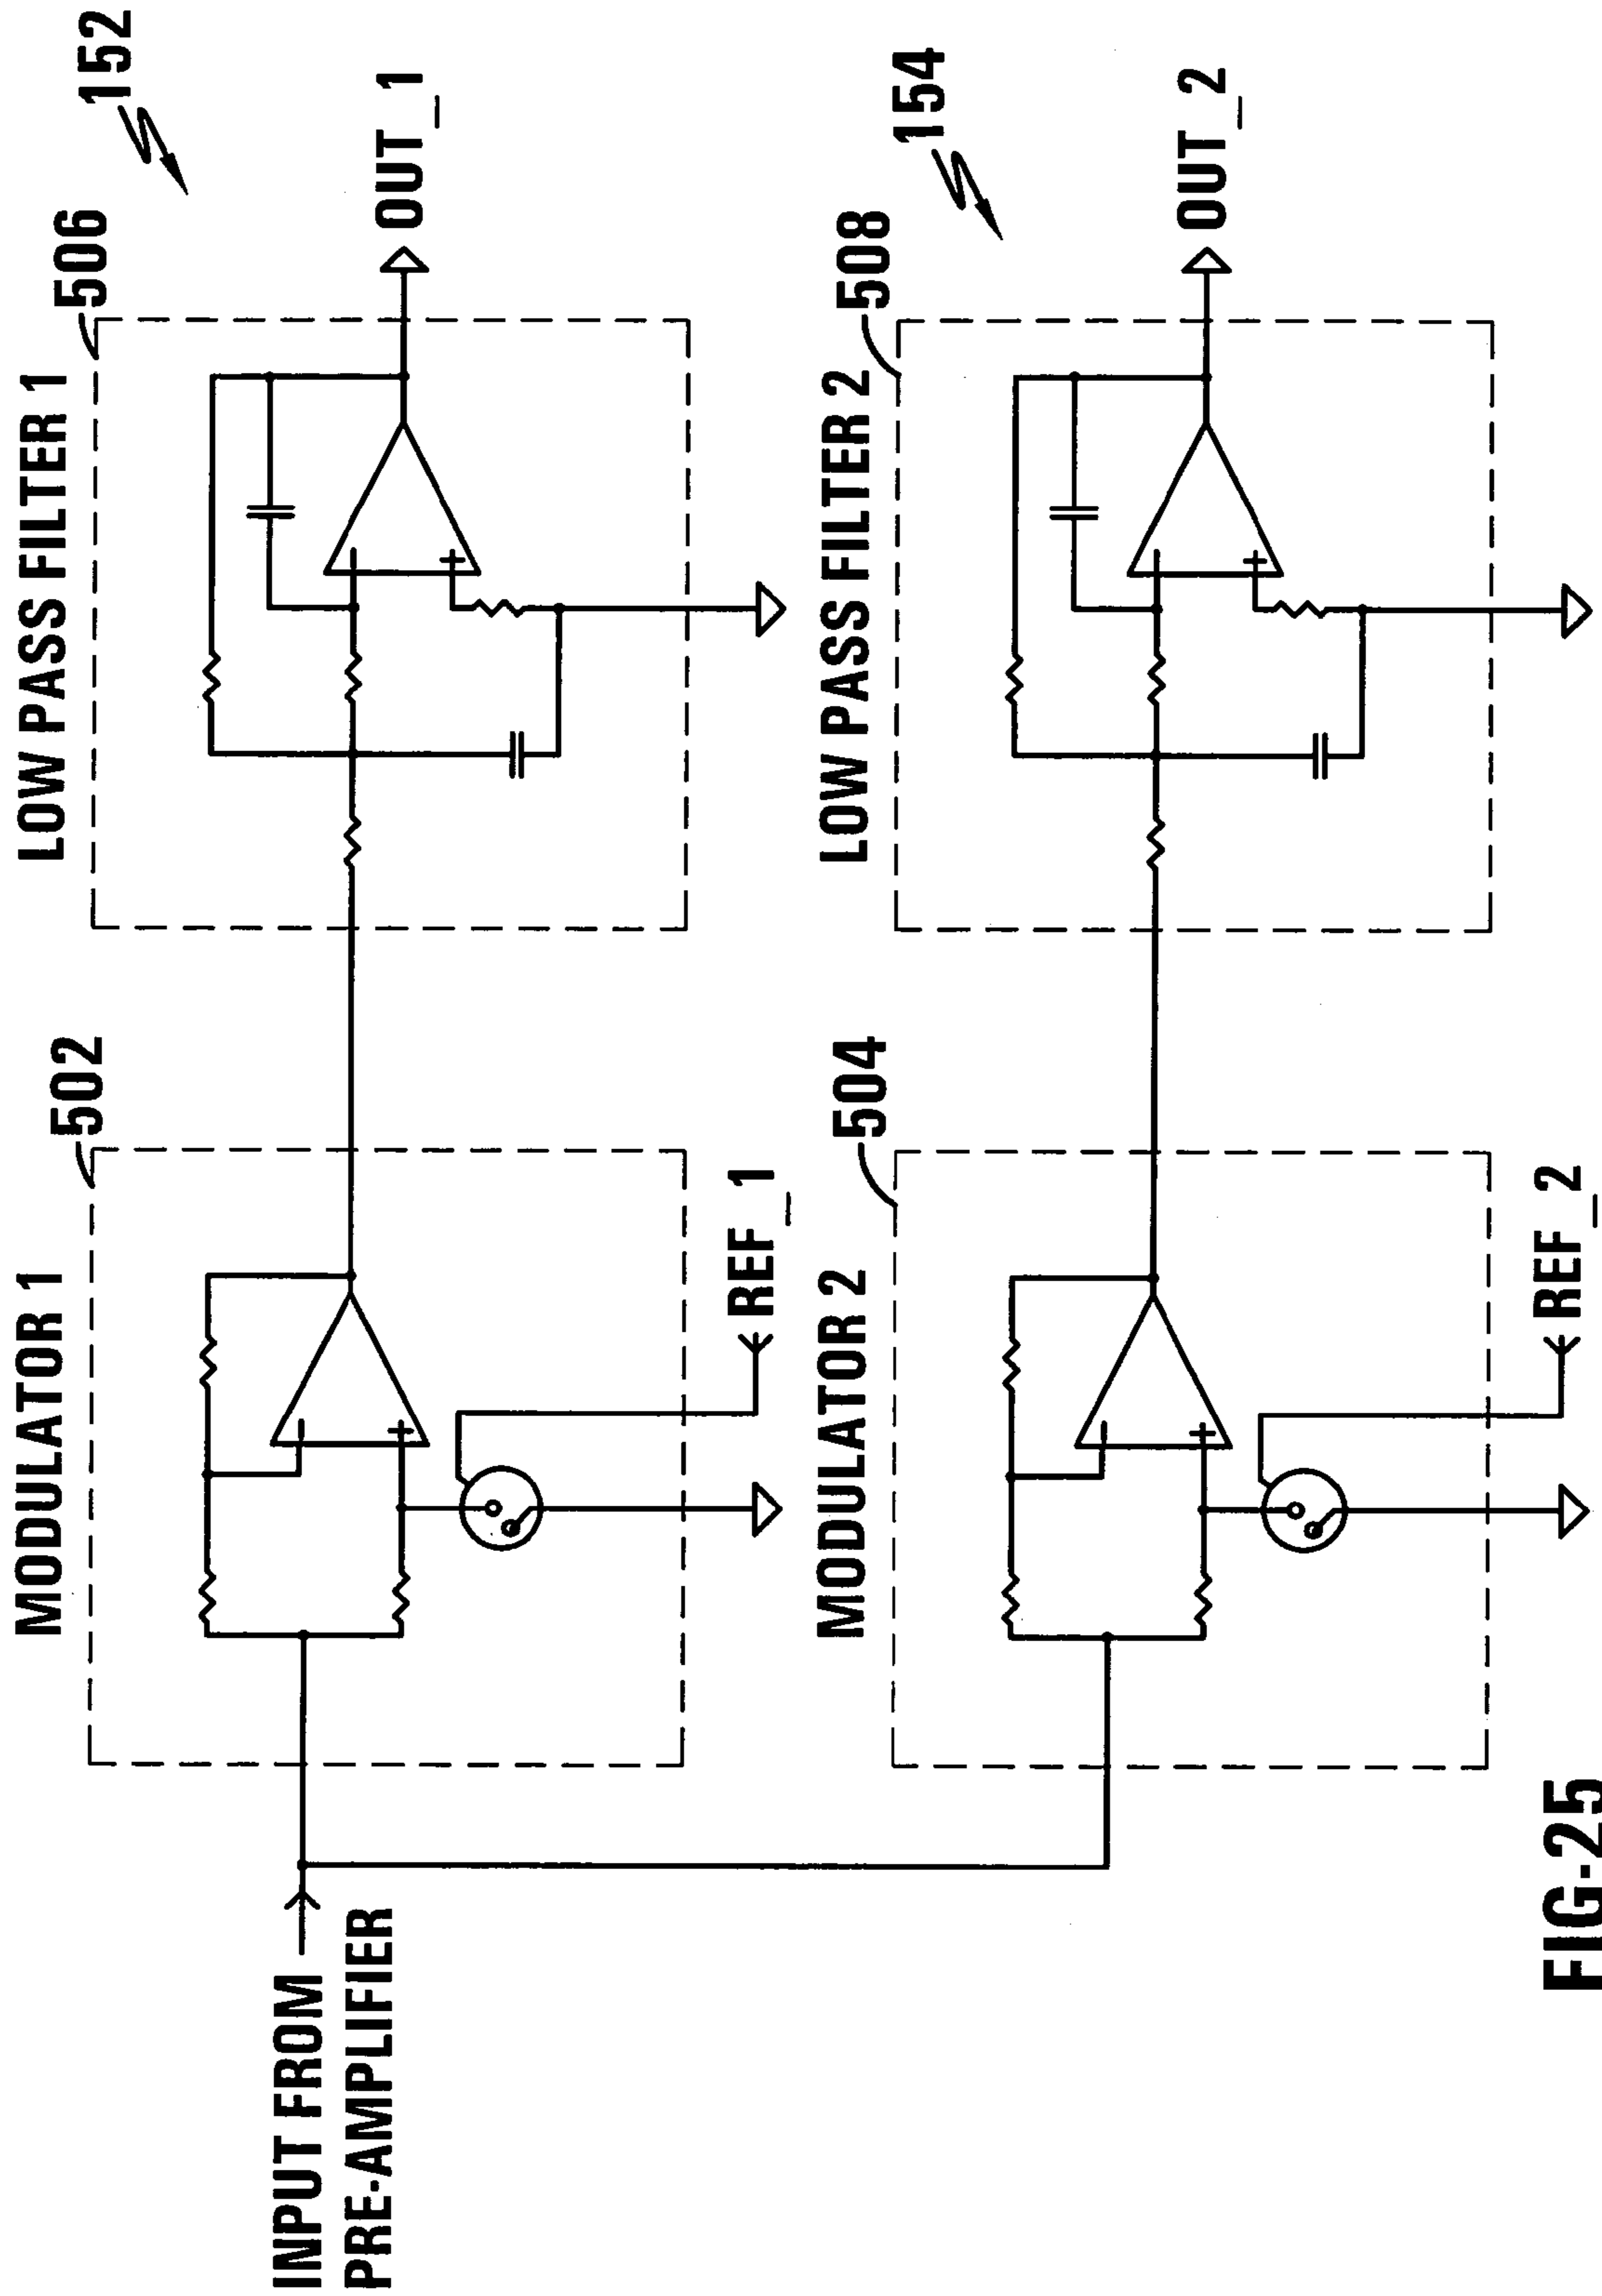 152
506
LOW PASS FILTER 1
OUT_1
502
MODULATOR 1
REF_1
INPUT FROM
PRE-AMPLIFIER
154
508
LOW PASS FILTER 2
OUT_2
504
MODULATOR 2
REF_2
FIG-25